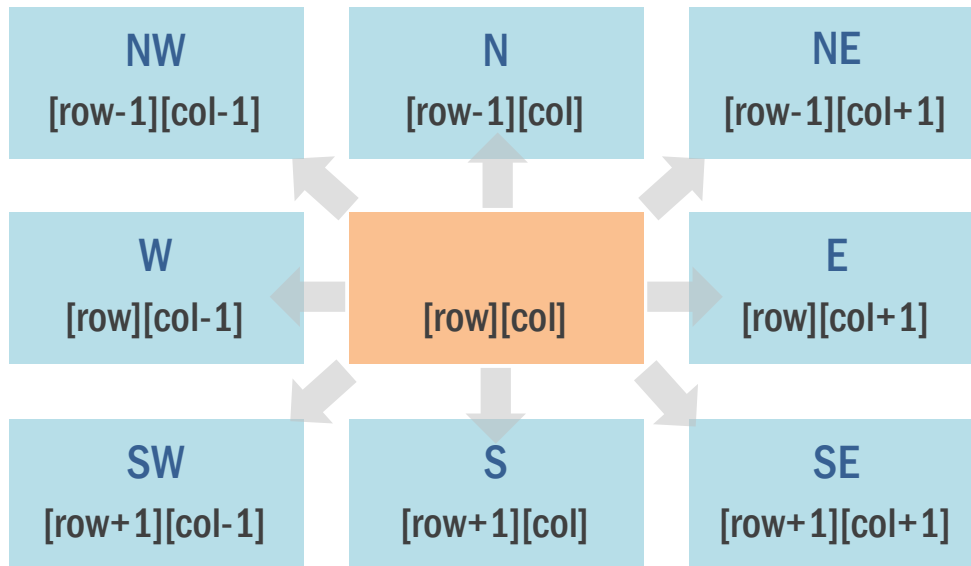 NW
[row-1][col-1]
N
[row-1][col]
NE
[row-1][col+1]
W
[row][col-1]
[row][col]
E
[row][col+1]
SW
[row+1][col-1]
S
[row+1][col]
SE
[row+1][col+1]